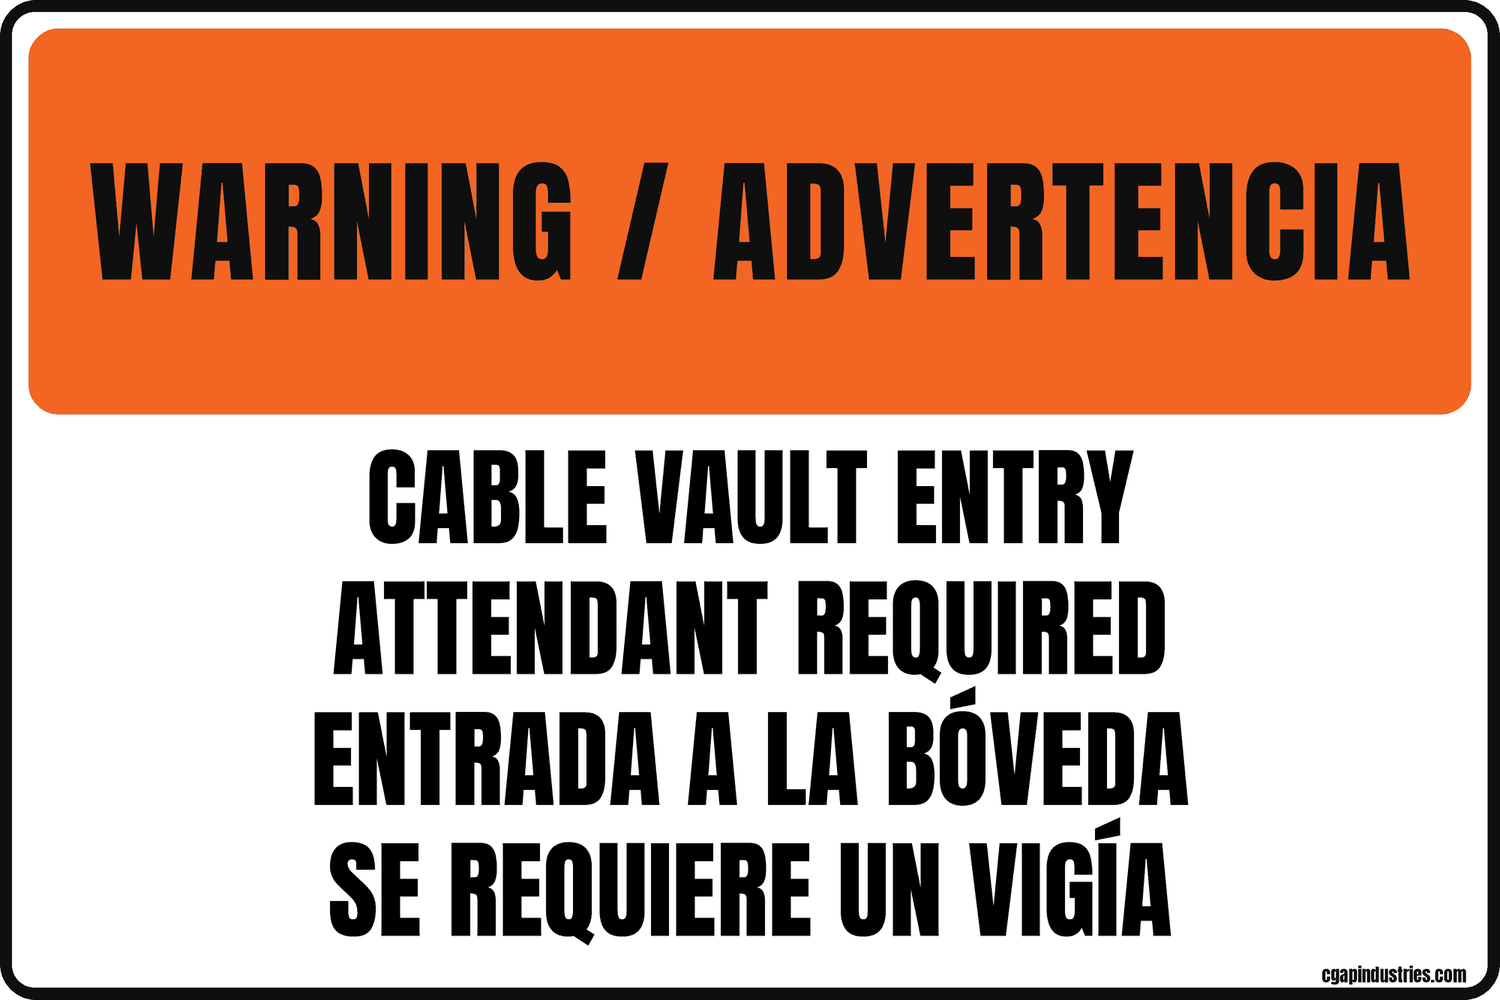 WARNING / ADVERTENCIA
CABLE VAULT ENTRY
ATTENDANT REQUIRED
ENTRADA A LA BÓVEDA
SE REQUIERE UN VIGÍA
cgapindustries.com